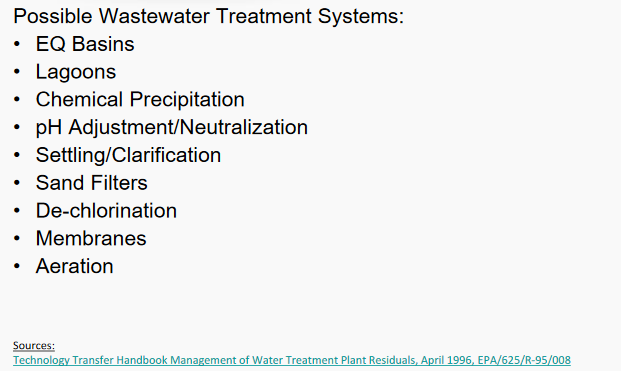 Possible Wastewater Treatment Systems:
• EQ Basins
• Lagoons
• Chemical Precipitation
• pH Adjustment/Neutralization
• Settling/Clarification
• Sand Filters
• De-chlorination
• Membranes
• Aeration
Sources:
Technology Transfer Handbook Management of Water Treatment Plant Residuals, April 1996, EPA/625/R-95/008